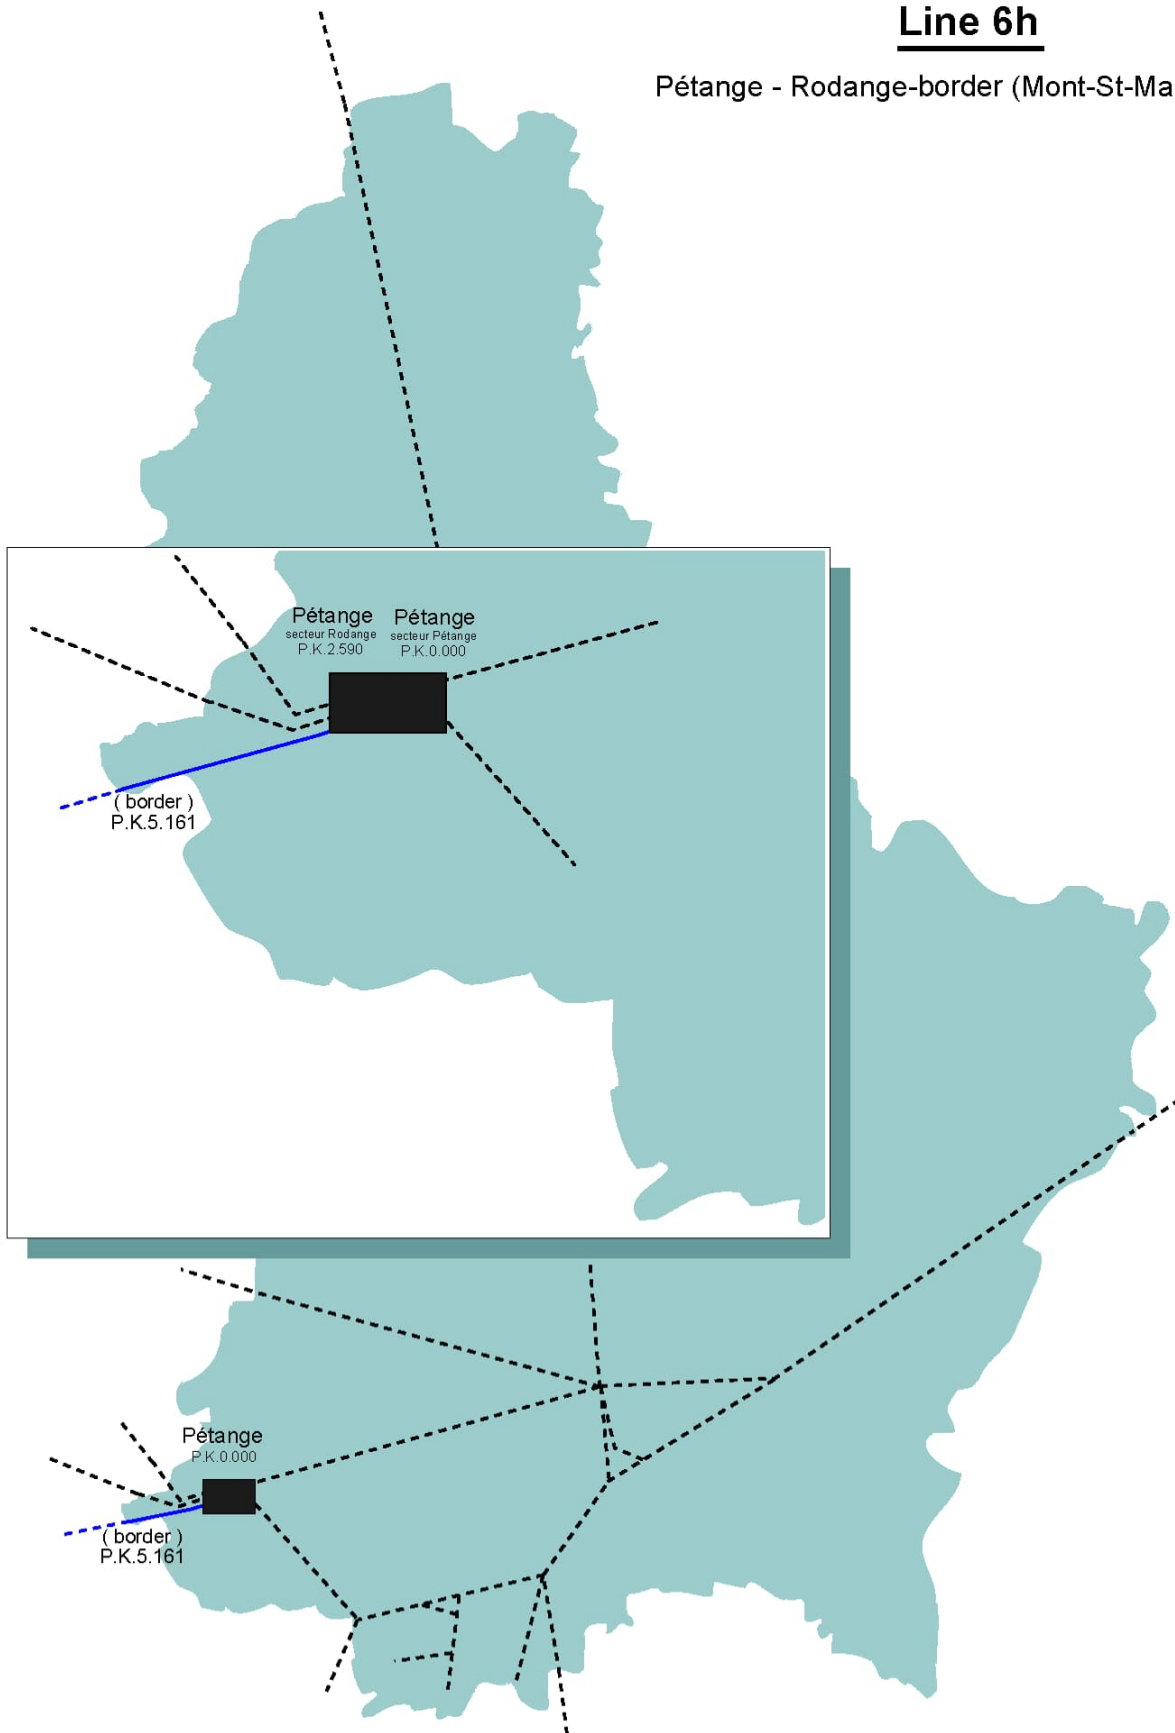 Line 6h
Pétange - Rodange-border (Mont-St-Ma
Pétange
secteur Rodange
P.K.2.590
Pétange
secteur Pétange
P.K.0.000
( border )
P.K.5.161
Pétange
P.K.0.000
( border )
P.K.5.161